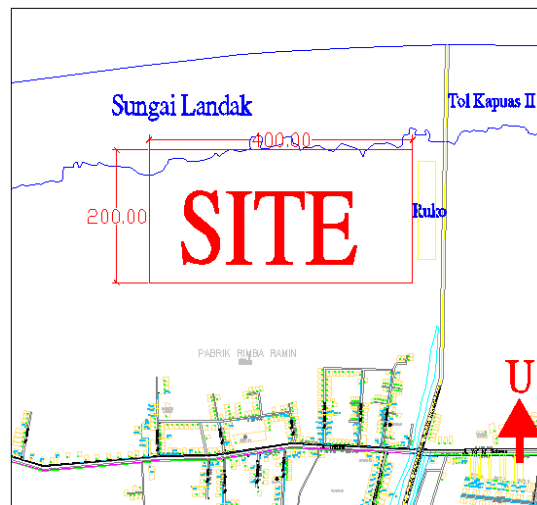 Sungai Landak
Tol Kapuas II
400.00
200.00
SITE
Ruko
PABRIK RIMBA RAMIN
U